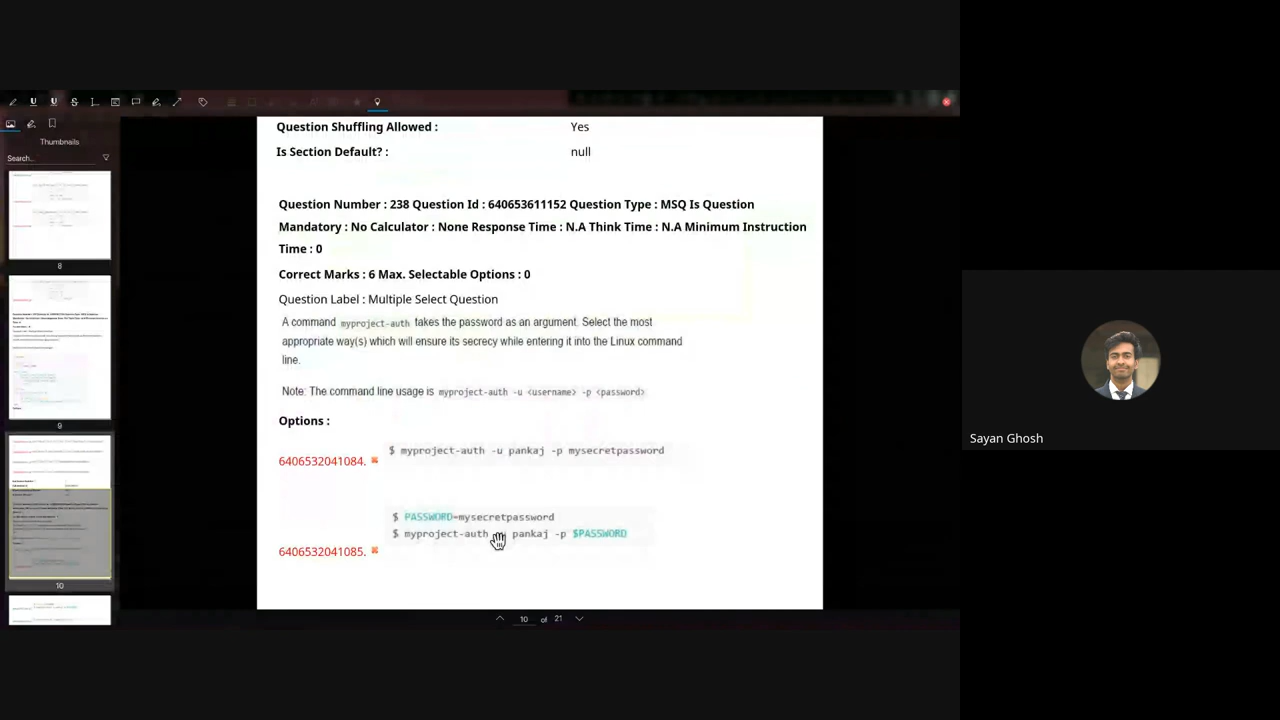 Thumbnails
Search...
8
9
10
Question Shuffling Allowed : Yes
Is Section Default? : null
Question Number : 238 Question Id : 640653611152 Question Type : MSQ Is Question
Mandatory : No Calculator : None Response Time : N.A Think Time : N.A Minimum Instruction
Time : 0
Correct Marks : 6 Max. Selectable Options : 0
Question Label : Multiple Select Question
A command myproject-auth takes the password as an argument. Select the most
appropriate way(s) which will ensure its secrecy while entering it into the Linux command
line.
Note: The command line usage is myproject-auth -u <username> -p <password>
Options :
$ myproject-auth -u pankaj -p mysecretpassword
6406532041084.
$ PASSWORD=mysecretpassword
$ myproject-auth pankaj -p $PASSWORD
6406532041085.
10 of 21
Sayan Ghosh